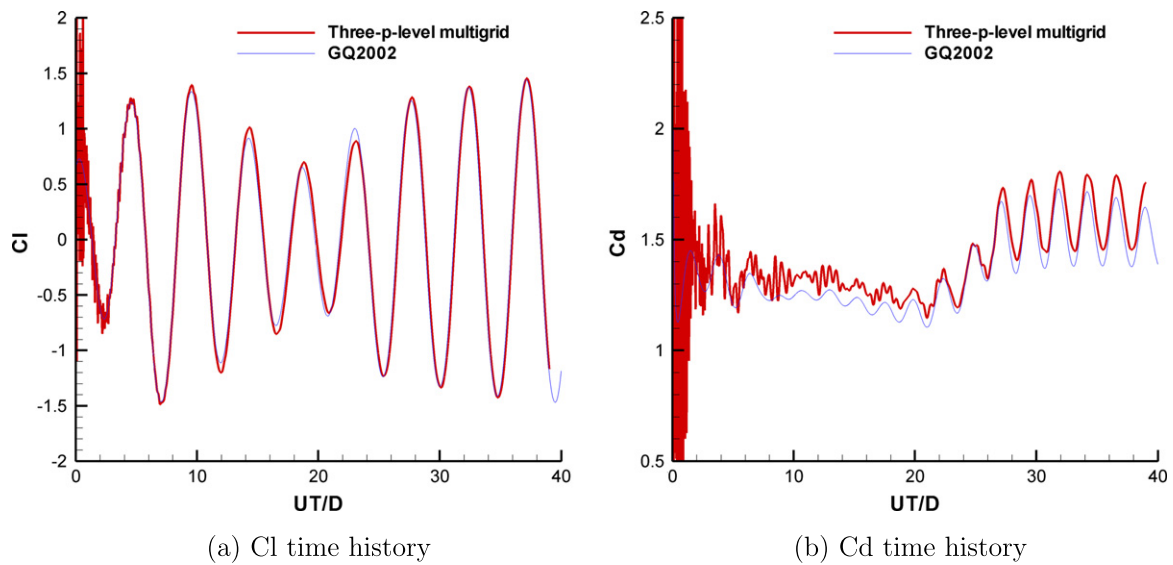 2
1.5
1
0.5
0
-0.5
-1
-1.5
-2
Cl
0
10
20
30
40
UT/D
Three-p-level multigrid
GQ2002
(a) Cl time history
2.5
2
1.5
1
0.5
Cd
0
10
20
30
40
UT/D
Three-p-level multigrid
GQ2002
(b) Cd time history